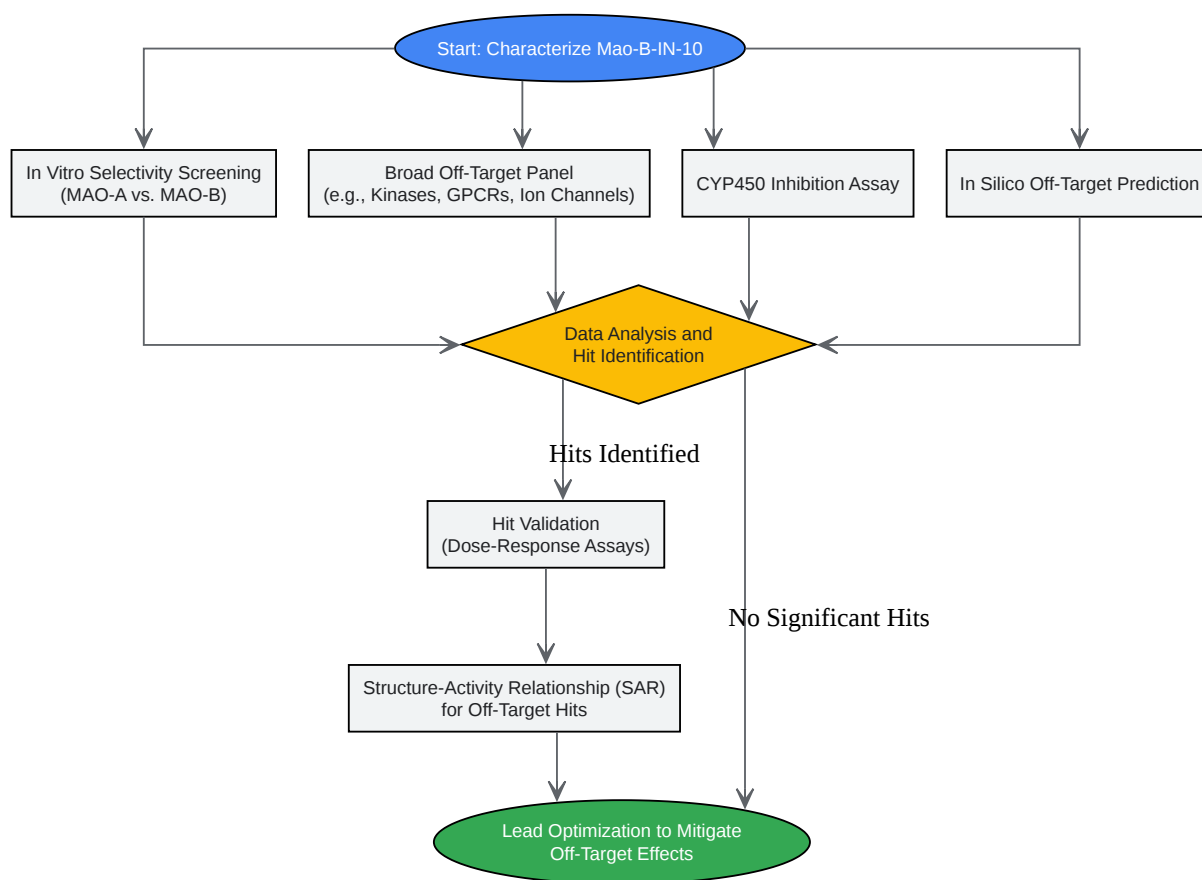 Start: Characterize Mao-B-IN-10
In Vitro Selectivity Screening
(MAO-A vs. MAO-B)
Broad Off-Target Panel
(e.g., Kinases, GPCRs, Ion Channels)
CYP450 Inhibition Assay
In Silico Off-Target Prediction
Data Analysis and
Hit Identification
Hits Identified
Hit Validation
(Dose-Response Assays)
No Significant Hits
Structure-Activity Relationship (SAR)
for Off-Target Hits
Lead Optimization to Mitigate
Off-Target Effects